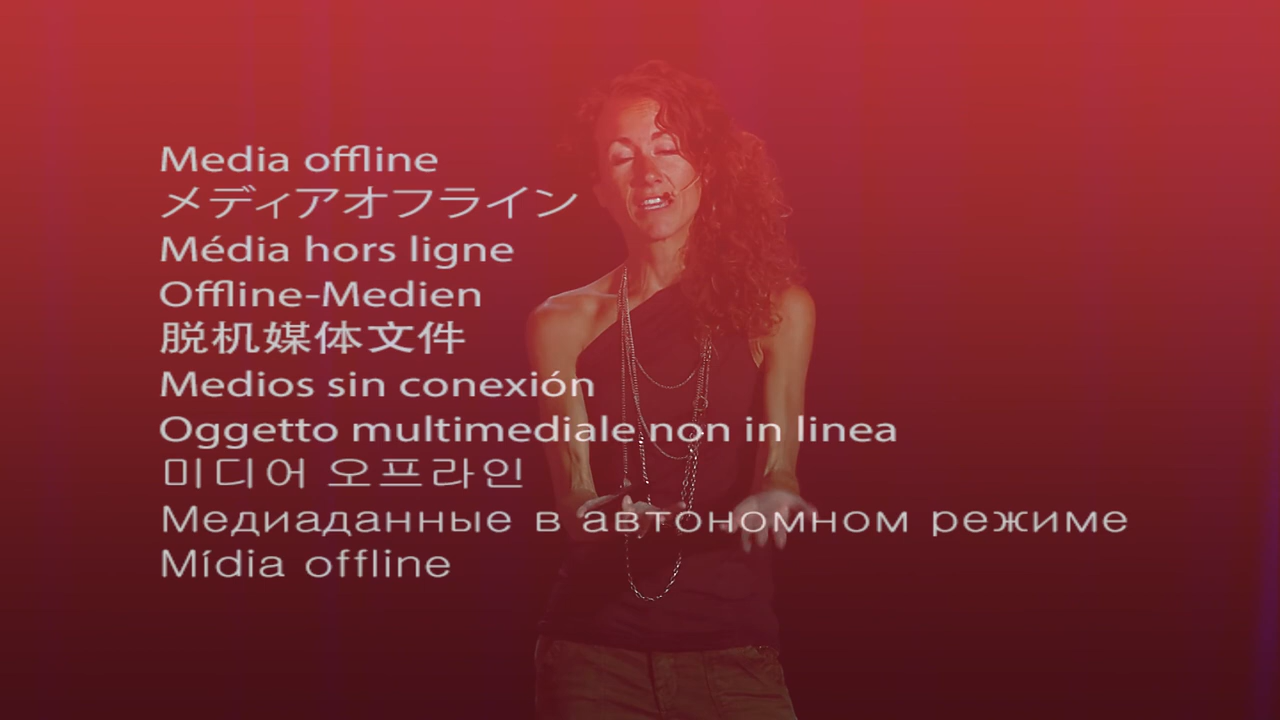 Media offline
メディアオフライン
Média hors ligne
Offline-Medien
脱机媒体文件
Medios sin conexión
Oggetto multimediale non in linea
미디어 오프라인
Медиаданные в автономном режиме
Mídia offline